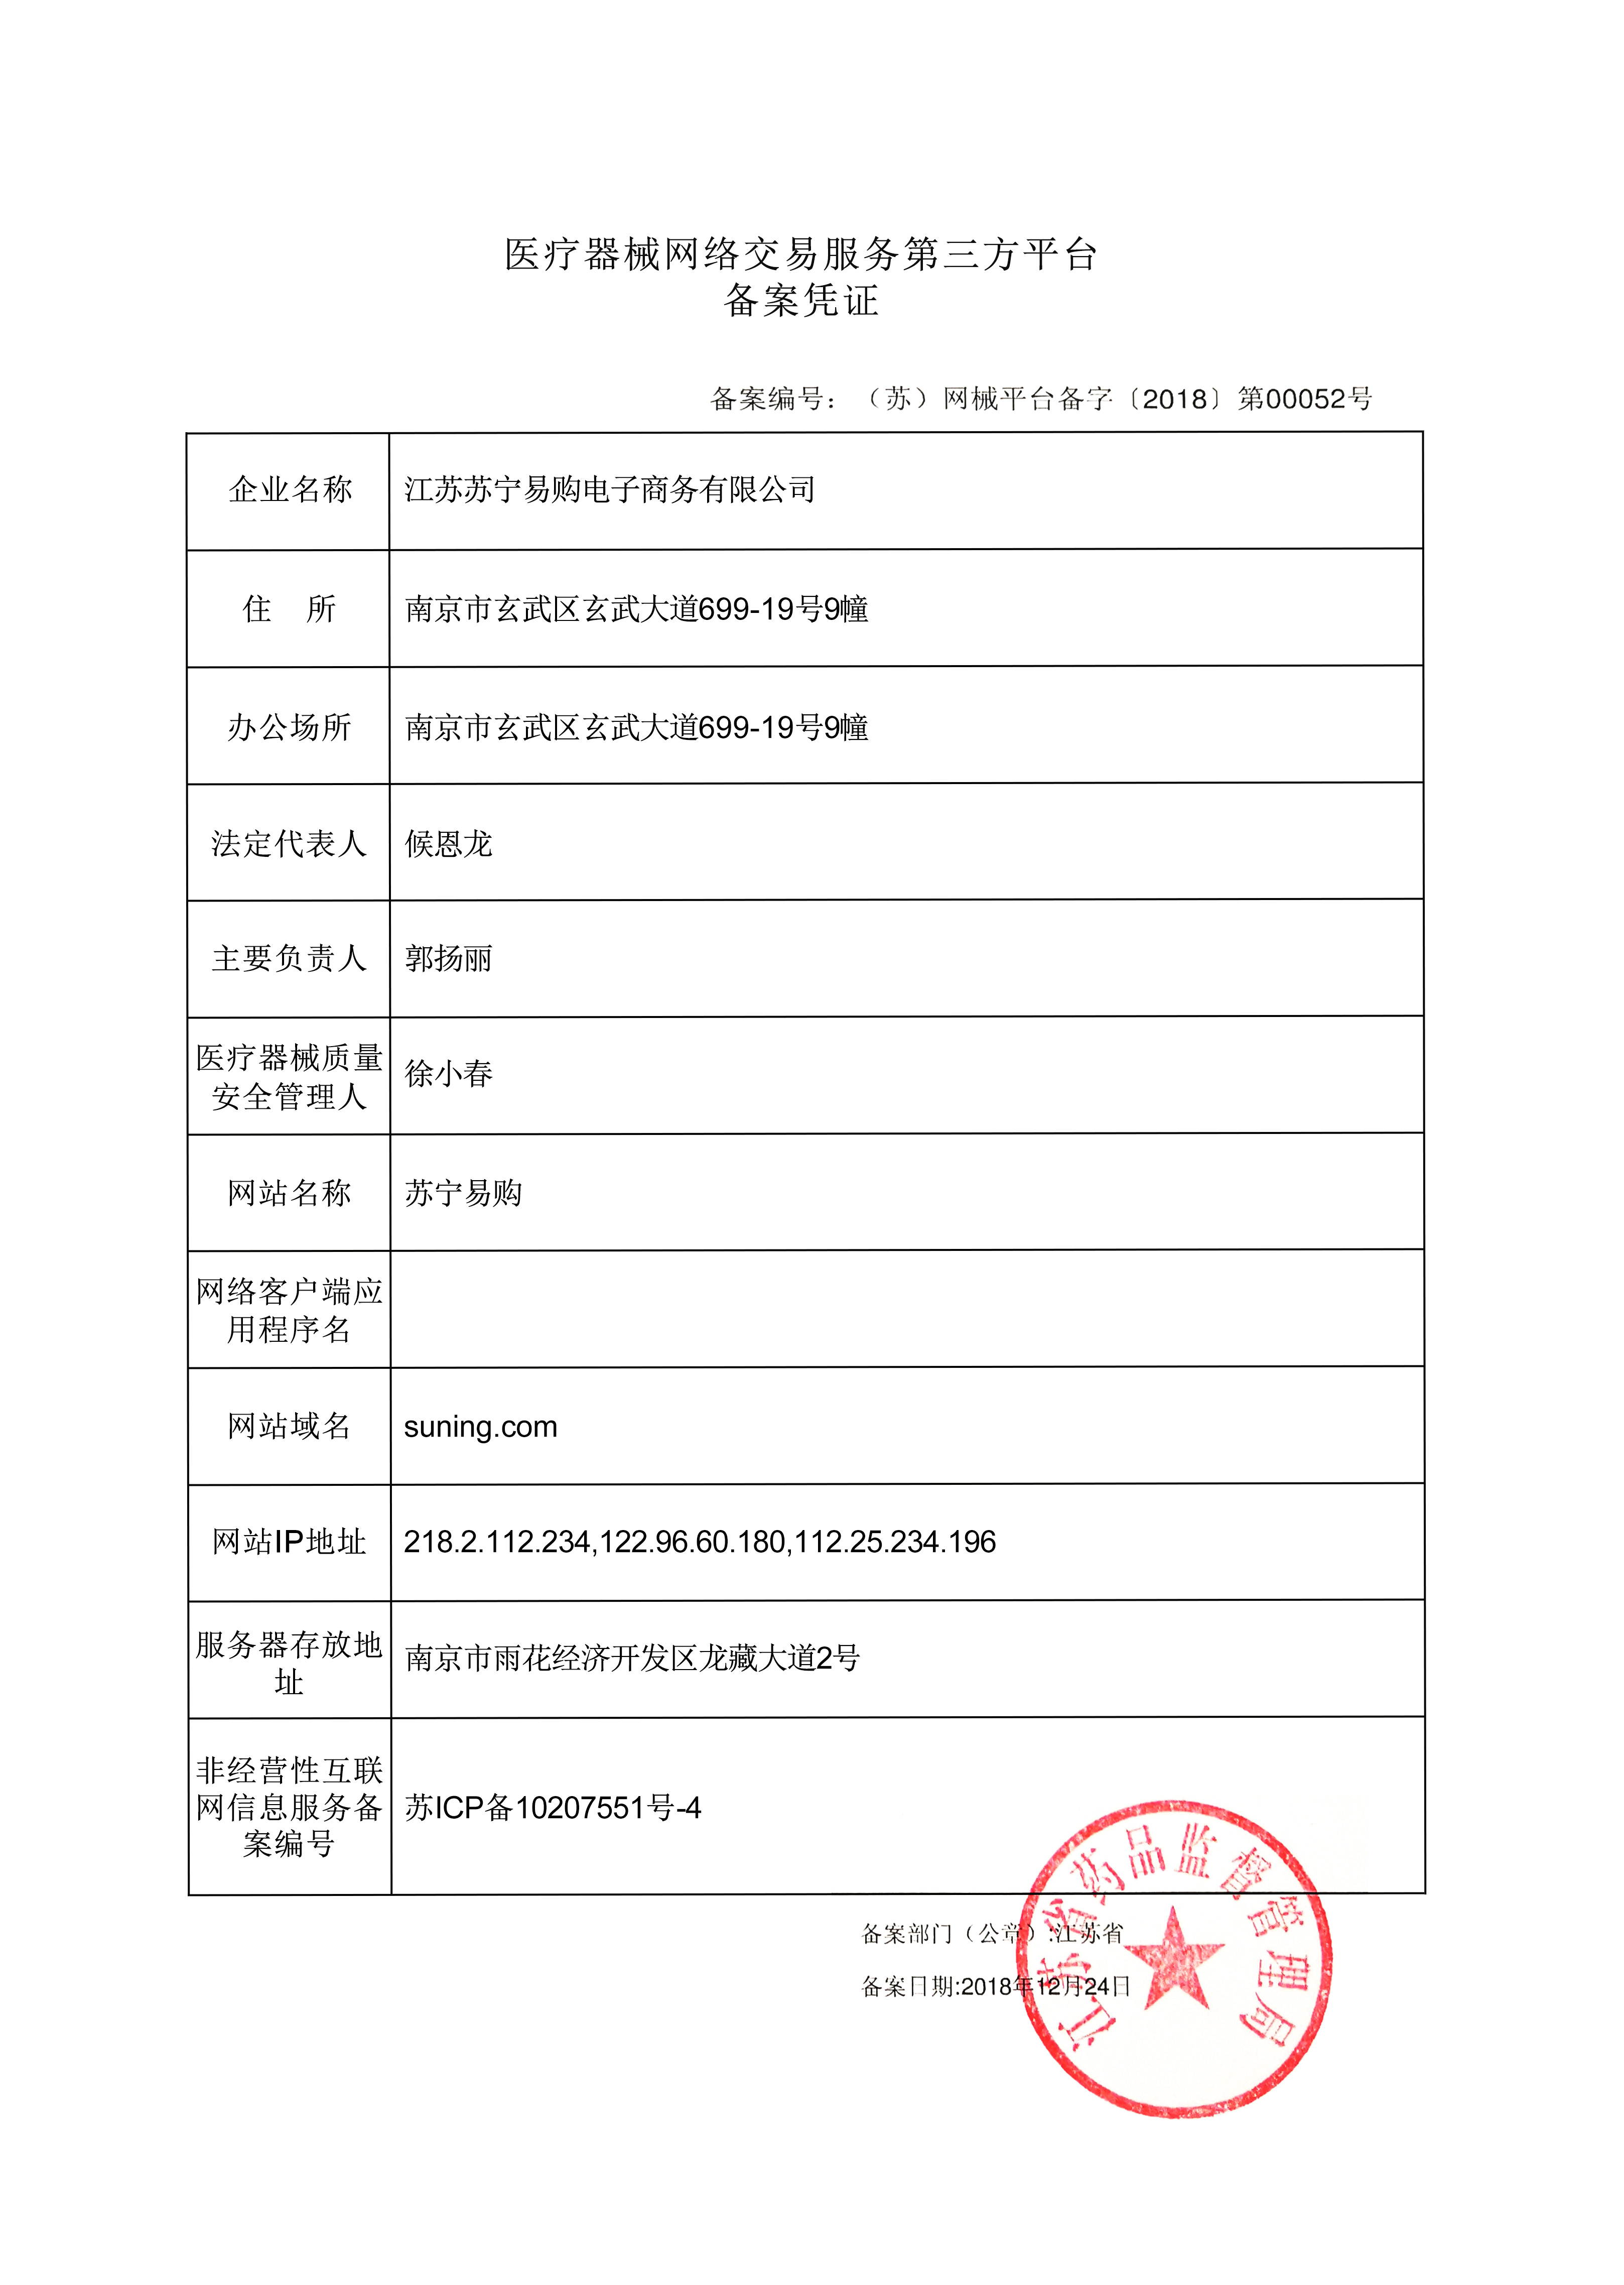 医疗器械网络交易服务第三方平台
备案凭证
备案编号：（苏）网械平台备字〔2018〕第00052号
企业名称
江苏苏宁易购电子商务有限公司
住 所
南京市玄武区玄武大道699-19号9幢
办公场所
南京市玄武区玄武大道699-19号9幢
法定代表人
候恩龙
主要负责人
郭扬丽
医疗器械质量
安全管理人
徐小春
网站名称
苏宁易购
网络客户端应
用程序名
网站域名
suning.com
网站IP地址
218.2.112.234,122.96.60.180,112.25.234.196
服务器存放地
址
南京市雨花经济开发区龙藏大道2号
非经营性互联
网信息服务备
案编号
苏ICP备10207551号-4
备案部门（公章）:江苏省
备案日期:2018年12月24日
江苏省药品监督管理局